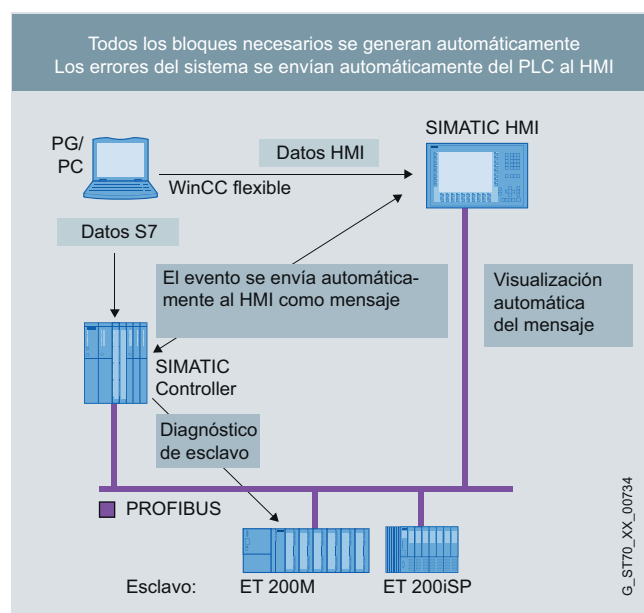 Todos los bloques necesarios se generan automáticamente
Los errores del sistema se envían automáticamente del PLC al HMI
SIMATIC HMI
PG/
PC
Datos HMI
WinCC flexible
Datos S7
El evento se envía automática-
mente al HMI como mensaje
Visualización
automática
del mensaje
SIMATIC
Controller
Diagnóstico
de esclavo
PROFIBUS
Esclavo: ET 200M ET 200iSP
G_ST70_XX_00734